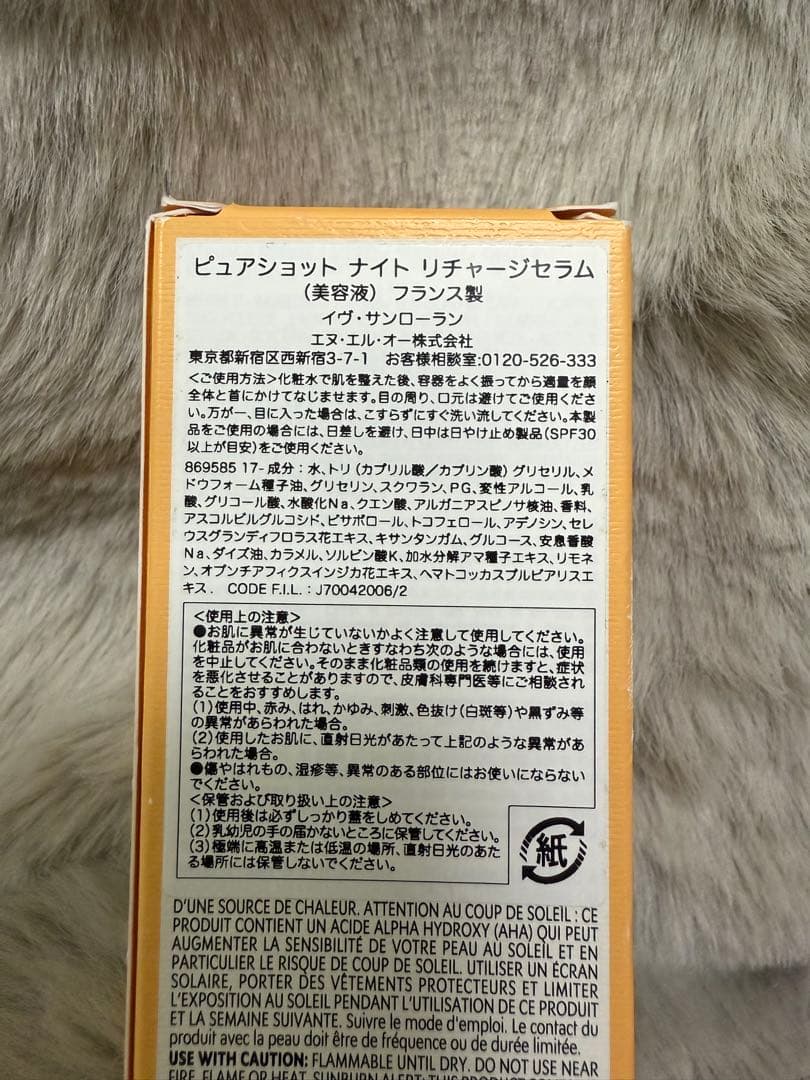 ピュアショット ナイト リチャージセラム
（美容液） フランス製
イヴ・サンローラン
エヌ・エル・オー株式会社
東京都新宿区西新宿3-7-1 お客様相談室:0120-526-333
＜ご使用方法＞化粧水で肌を整えた後、容器をよく振ってから適量を顔
全体と首にかけてなじませます。目の周り、口元は避けてご使用くださ
い。万が一、目に入った場合は、こすらずにすぐ洗い流してください。本製
品をご使用の場合には、日差しを避け、日中は日やけ止め製品（SPF30
以上が目安）をご使用ください。
869585 17-成分：水、トリ（カプリル酸／カプリン酸）グリセリル、メ
ドウフォーム種子油、グリセリン、スクワラン、PG、変性アルコール、乳
酸、グリコール酸、水酸化Na、クエン酸、アルガニアスピノサ核油、香料、
アスコルビルグルコシド、ビサボロール、トコフェロール、アデノシン、セレ
ウスグランディフロラス花エキス、キサンタンガム、グルコース、安息香酸
Na、ダイズ油、カラメル、ソルビン酸K、加水分解アマ種子エキス、リモネ
ン、オプンチアフィクスインジカ花エキス、ヘマトコッカスプルビアリスエ
キス． CODE F.I.L.：J70042006/2
＜使用上の注意＞
●お肌に異常が生じていないかよく注意して使用してください。
化粧品がお肌に合わないときすなわち次のような場合には、使用
を中止してください。そのまま化粧品類の使用を続けますと、症状
を悪化させることがありますので、皮膚科専門医等にご相談され
ることをおすすめします。
（1）使用中、赤み、はれ、かゆみ、刺激、色抜け（白斑等）や黒ずみ等
の異常があらわれた場合。
（2）使用したお肌に、直射日光があたって上記のような異常があ
らわれた場合。
●傷やはれもの、湿疹等、異常のある部位にはお使いにならない
でください。
＜保管および取り扱い上の注意＞
（1）使用後は必ずしっかり蓋をしめてください。
（2）乳幼児の手の届かないところに保管してください。
（3）極端に高温または低温の場所、直射日光のあた
る場所には保管しないでください。
紙
D'UNE SOURCE DE CHALEUR. ATTENTION AU COUP DE SOLEIL : CE
PRODUIT CONTIENT UN ACIDE ALPHA HYDROXY (AHA) QUI PEUT
AUGMENTER LA SENSIBILITÉ DE VOTRE PEAU AU SOLEIL ET EN
PARTICULIER LE RISQUE DE COUP DE SOLEIL. UTILISER UN ÉCRAN
SOLAIRE, PORTER DES VÊTEMENTS PROTECTEURS ET LIMITER
L'EXPOSITION AU SOLEIL PENDANT L'UTILISATION DE CE PRODUIT
ET LA SEMAINE SUIVANTE. Suivre le mode d'emploi. Le contact du
produit avec la peau doit être de fréquence ou de durée limitée.
USE WITH CAUTION: FLAMMABLE UNTIL DRY. DO NOT USE NEAR
FIRE, FLAME OR HEAT. SUNBURN ALERT: THIS PRODUCT